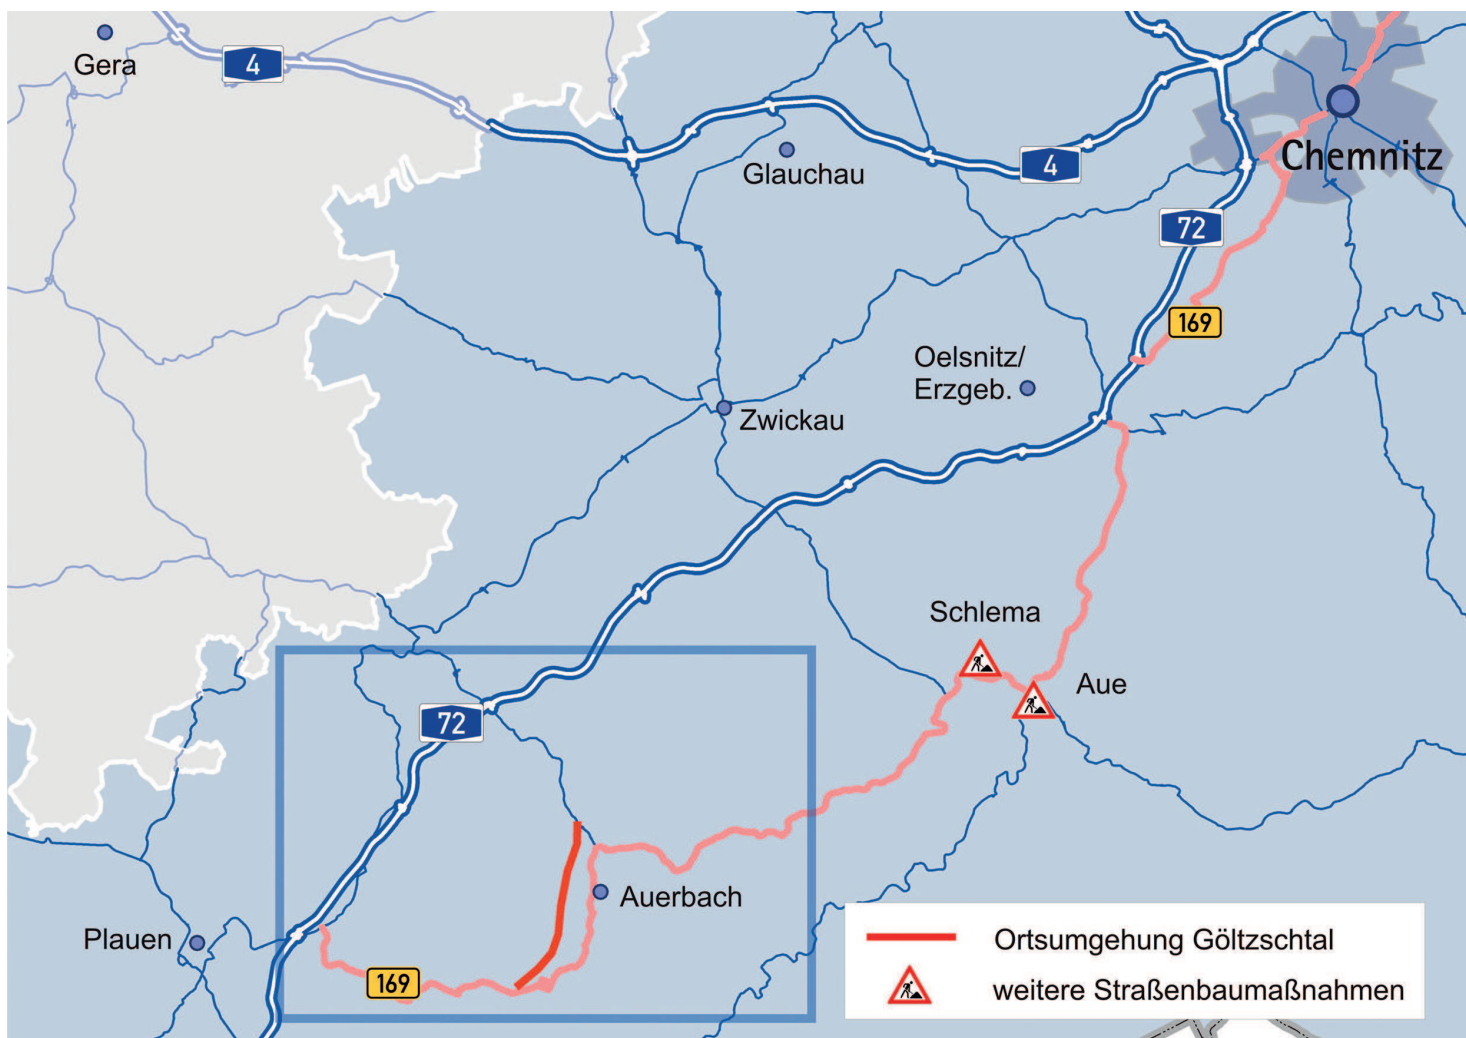 Gera
4
Glauchau
4
Chemnitz
72
169
Oelsnitz/
Erzgeb.
Zwickau
Schlema
Aue
72
Auerbach
Plauen
169
Ortsumgehung Göltzschtal
weitere Straßenbaumaßnahmen